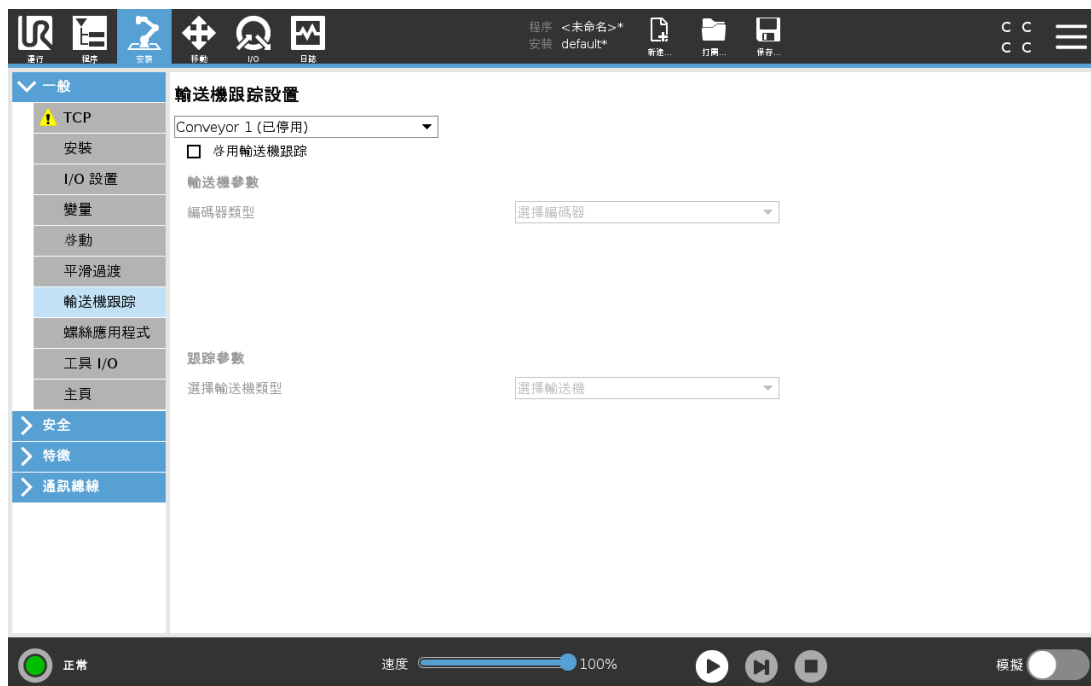 運行
程序
安裝
移動
I/O
日誌
程序 <未命名>*
安裝 default*
新建...
打開...
保存...
C C
C C
一般
TCP
安裝
I/O 設置
變量
啓動
平滑過渡
輸送機跟踪
螺絲應用程式
工具 I/O
主頁
安全
特徵
通訊總線
輸送機跟踪設置
Conveyor 1 (已停用)
啓用輸送機跟踪
輸送機參數
編碼器類型
選擇編碼器
跟踪參數
選擇輸送機類型
選擇輸送機
正常
速度
100%
模擬